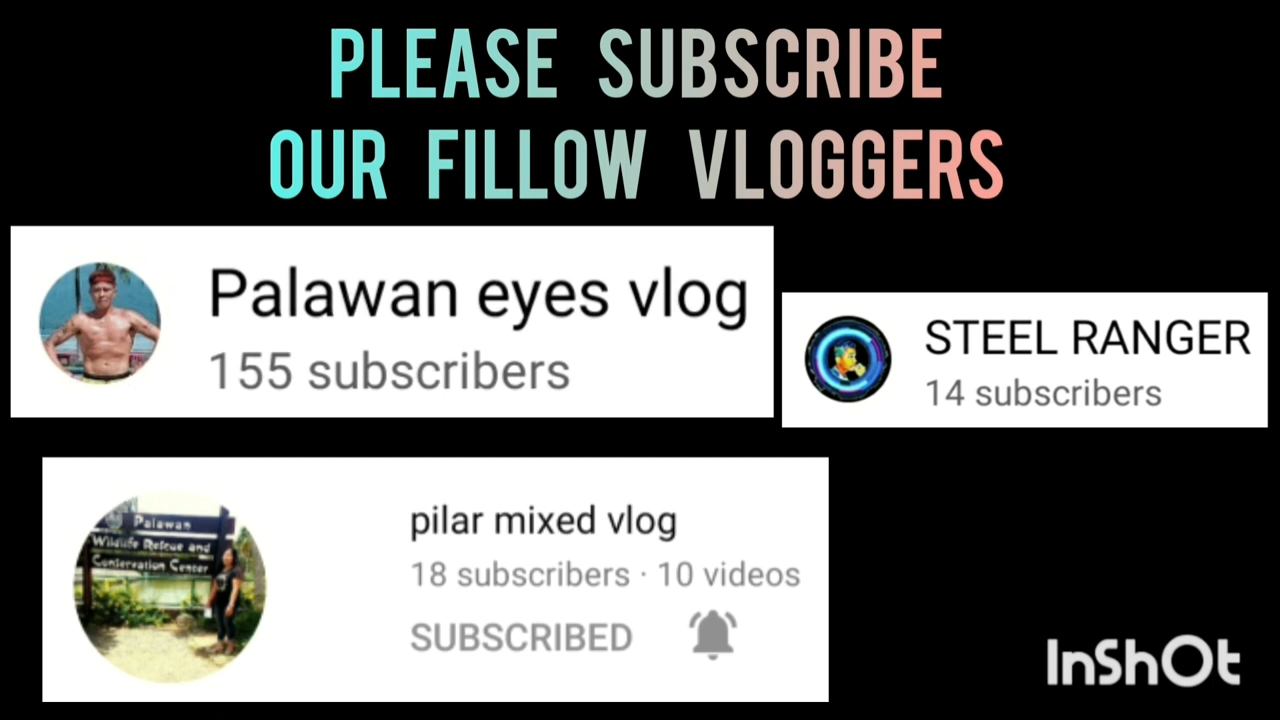 PLEASE SUBSCRIBE
OUR FILLOW VLOGGERS
Palawan eyes vlog
155 subscribers
STEEL RANGER
14 subscribers
Palawan
Wildlife Rescue and
Conservation Center
pilar mixed vlog
18 subscribers · 10 videos
SUBSCRIBED
InShOt